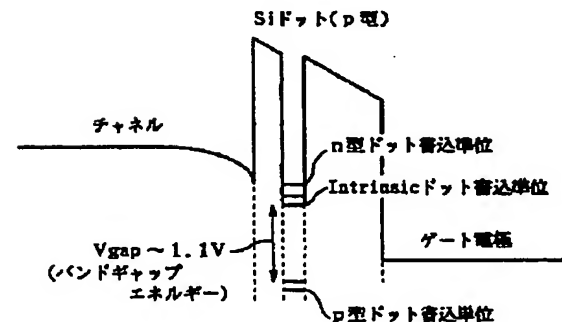 Siドット(p型)
チャネル
n型ドット書込準位
Intrinsicドット書込準位
Vgap～1.1V
(バンドギャップ
エネルギー)
ゲート電極
p型ドット書込単位